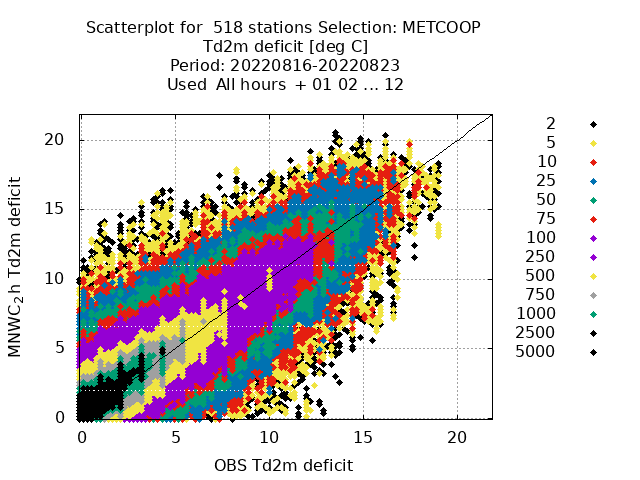 Scatterplot for  518 stations Selection: METCOOP
Td2m deficit [deg C]
Period: 20220816-20220823
Used  All hours  + 01 02 ... 12
MNWC_2h Td2m deficit
20
15
10
5
0
0 5 10 15 20
OBS Td2m deficit
2
5
10
25
50
75
100
250
500
750
1000
2500
5000